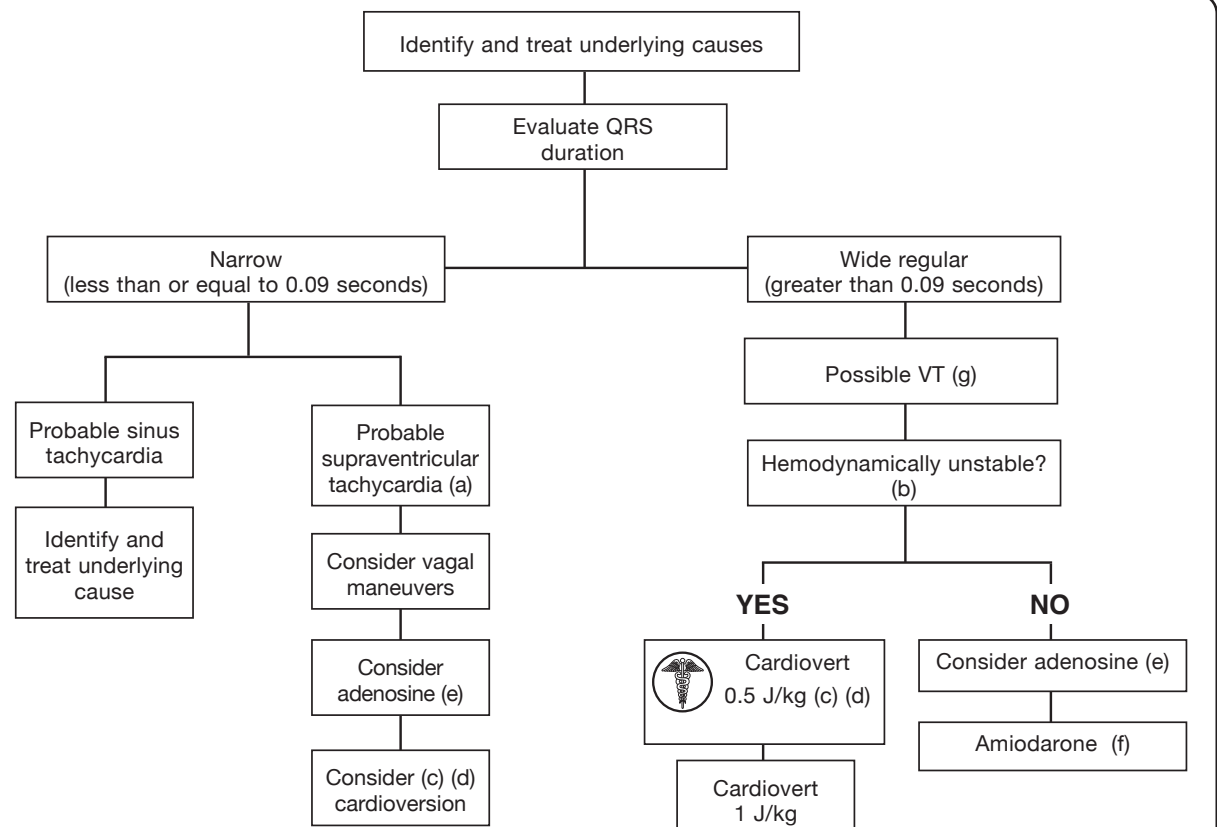 Identify and treat underlying causes
Evaluate QRS
duration
Narrow
(less than or equal to 0.09 seconds)
Wide regular
(greater than 0.09 seconds)
Probable sinus
tachycardia
Identify and
treat underlying
cause
Probable
supraventricular
tachycardia (a)
Consider vagal
maneuvers
Consider
adenosine (e)
Consider (c) (d)
cardioversion
Possible VT (g)
Hemodynamically unstable?
(b)
YES
Cardiovert
0.5 J/kg (c) (d)
Cardiovert
1 J/kg
NO
Consider adenosine (e)
Amiodarone (f)